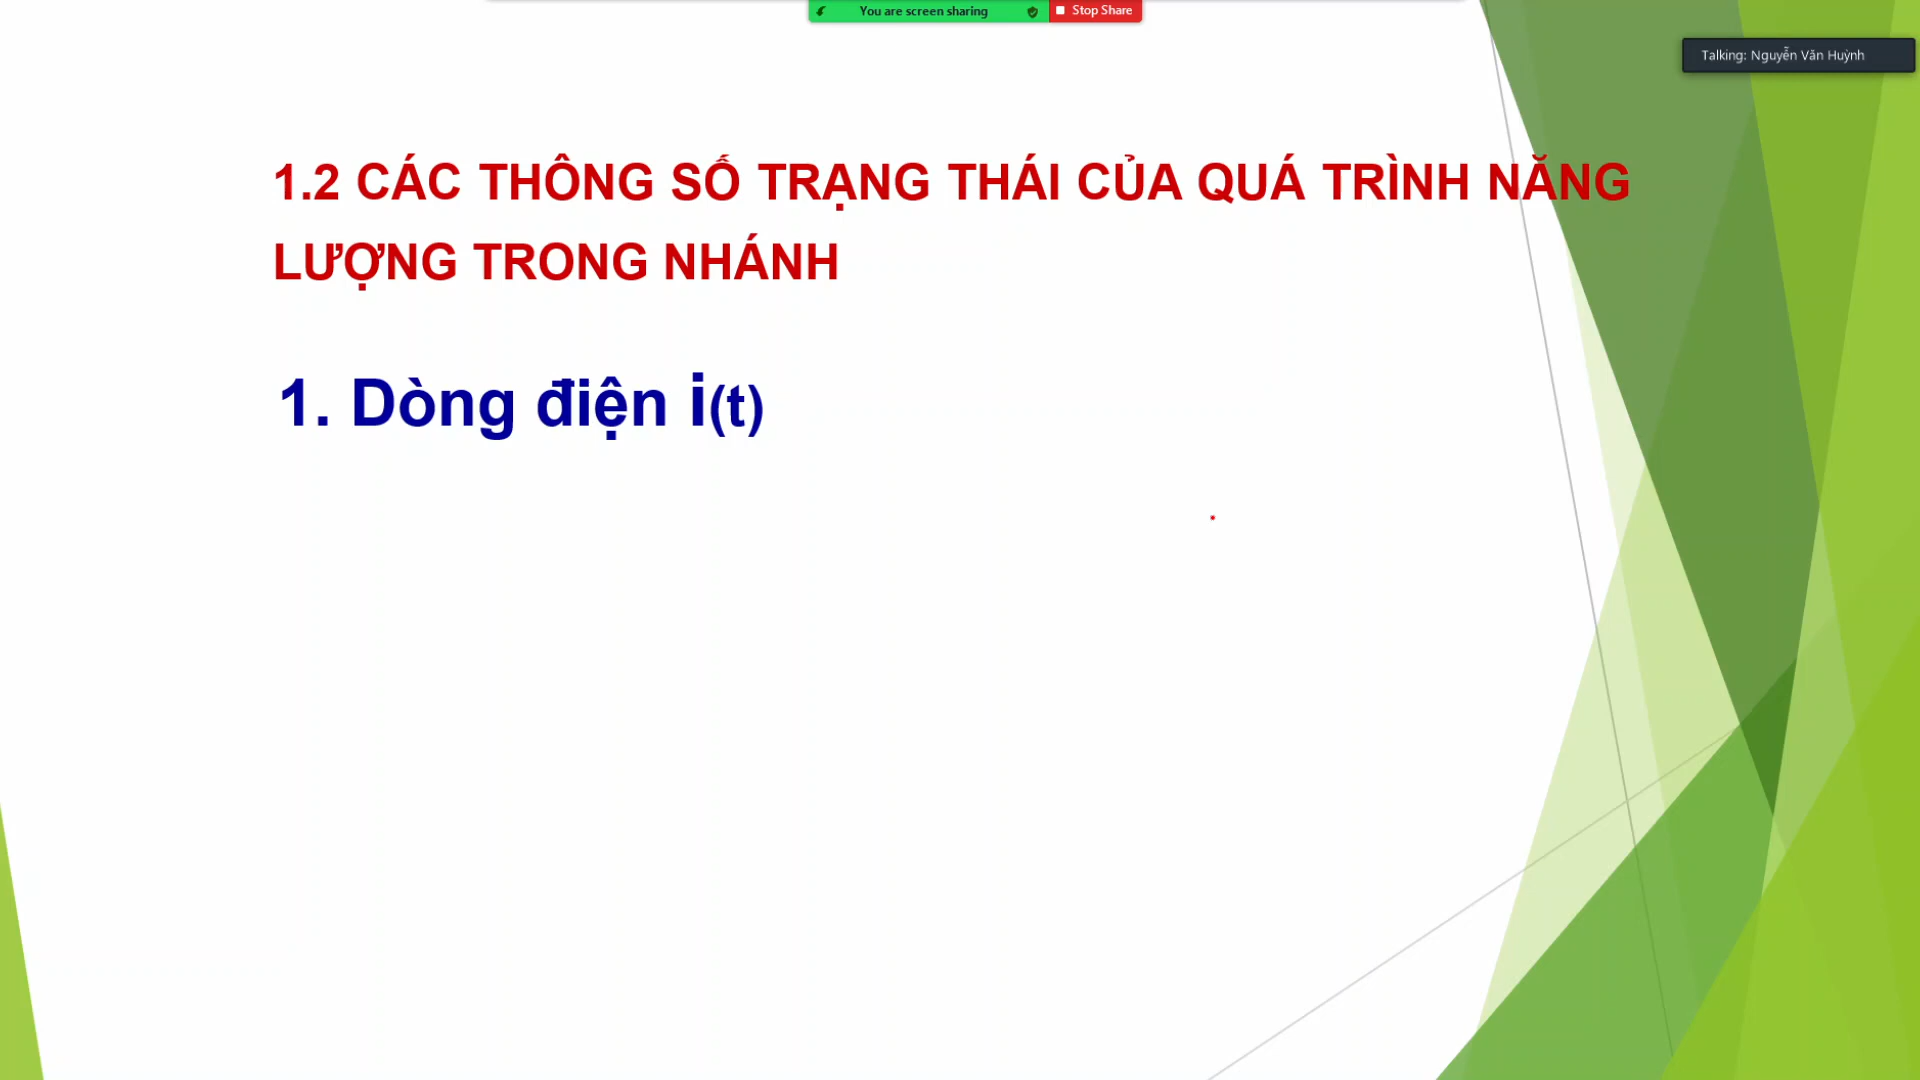 You are screen sharing
Stop Share
Talking: Nguyễn Văn Huỳnh
1.2 CÁC THÔNG SỐ TRẠNG THÁI CỦA QUÁ TRÌNH NĂNG
LƯỢNG TRONG NHÁNH
1. Dòng điện i(t)